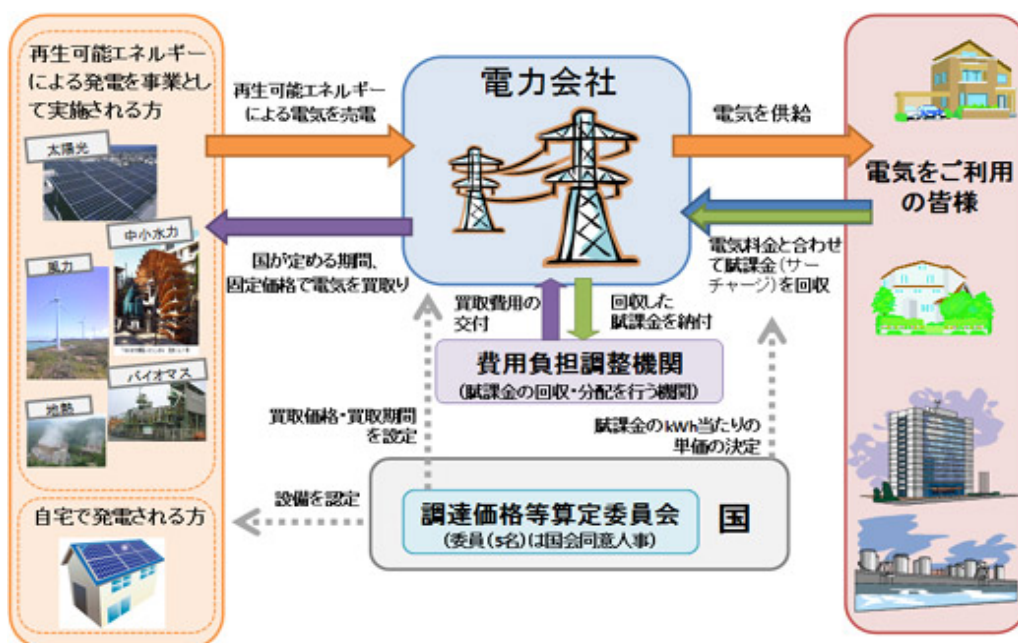 再生可能エネルギー
による発電を事業とし
て実施される方
太陽光
中小水力
風力
バイオマス
地熱
自宅で発電される方
再生可能エネルギー
による電気を売電
国が定める期間、
固定価格で電気を買取り
電力会社
電気を供給
電気料金と合わせ
て賦課金(サー
チャージ)を回収
買取費用の
交付
回収した
賦課金を納付
費用負担調整機関
(賦課金の回収・分配を行う機関)
買取価格・買取期間
を設定
賦課金のkWh当たりの
単価の決定
設備を認定
調達価格等算定委員会
(委員(5名)は国会同意人事)
国
電気をご利用
の皆様